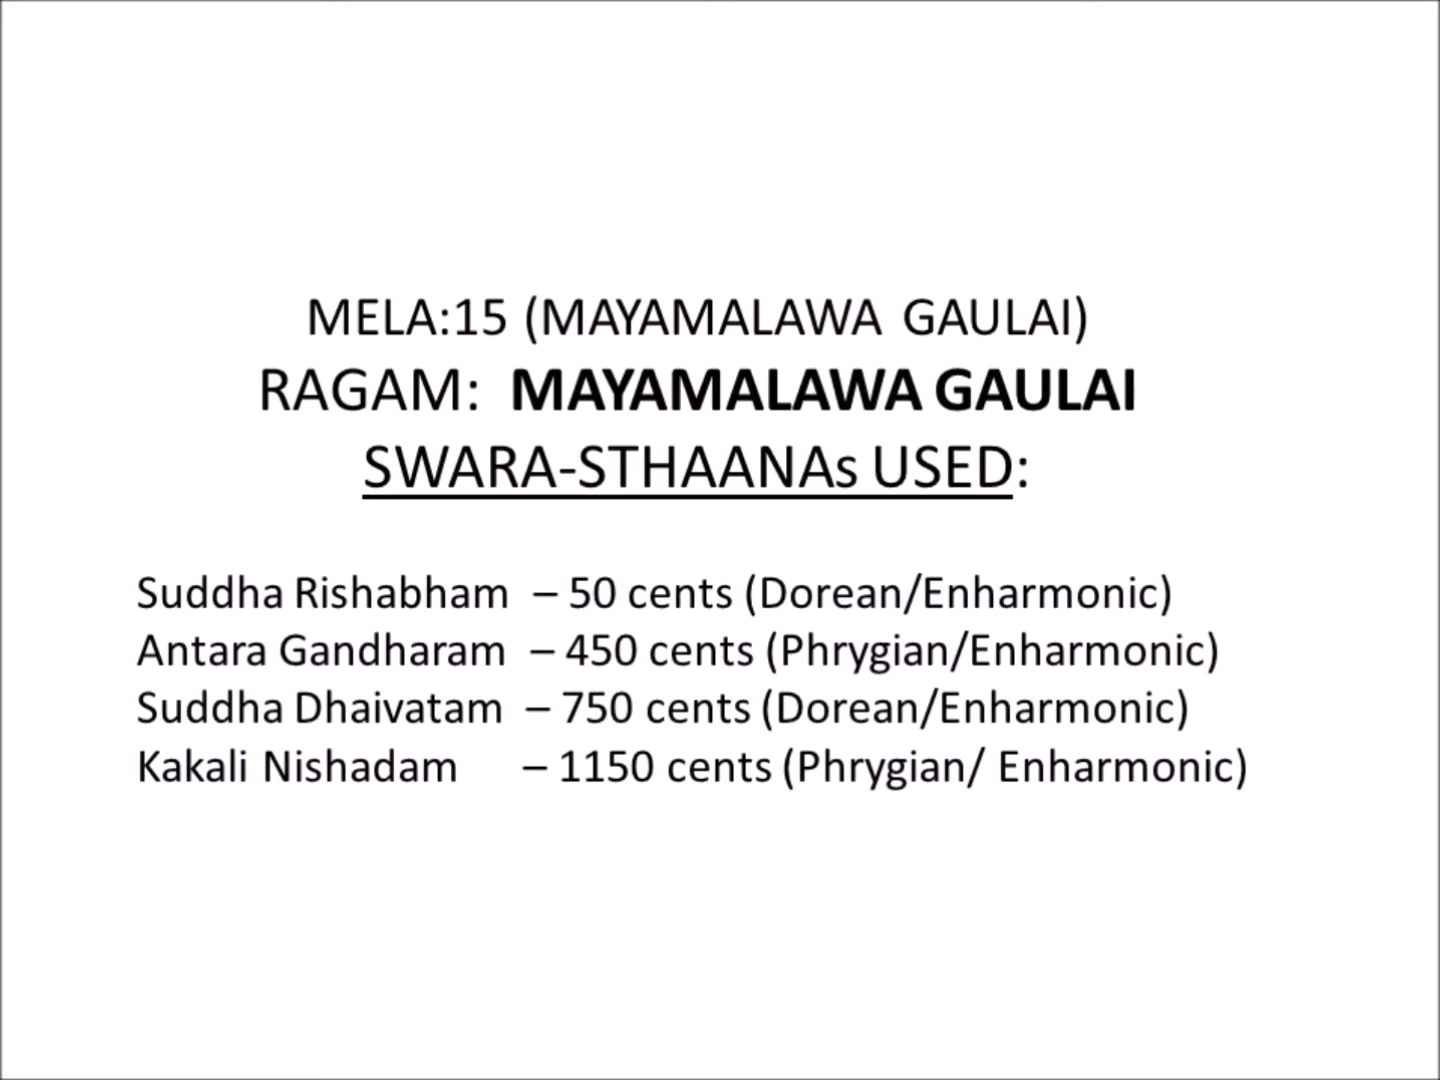 MELA:15 (MAYAMALAWA GAULAI)
RAGAM: MAYAMALAWA GAULAI
SWARA-STHAANAs USED:
Suddha Rishabham – 50 cents (Dorean/Enharmonic)
Antara Gandharam – 450 cents (Phrygian/Enharmonic)
Suddha Dhaivatam – 750 cents (Dorean/Enharmonic)
Kakali Nishadam – 1150 cents (Phrygian/ Enharmonic)